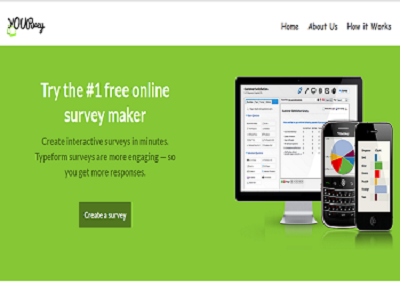 YOURvey
Home About Us How it Works
Try the #1 free online
survey maker
Create interactive surveys in minutes.
Typeform surveys are more engaging — so
you get more responses.
Create a survey